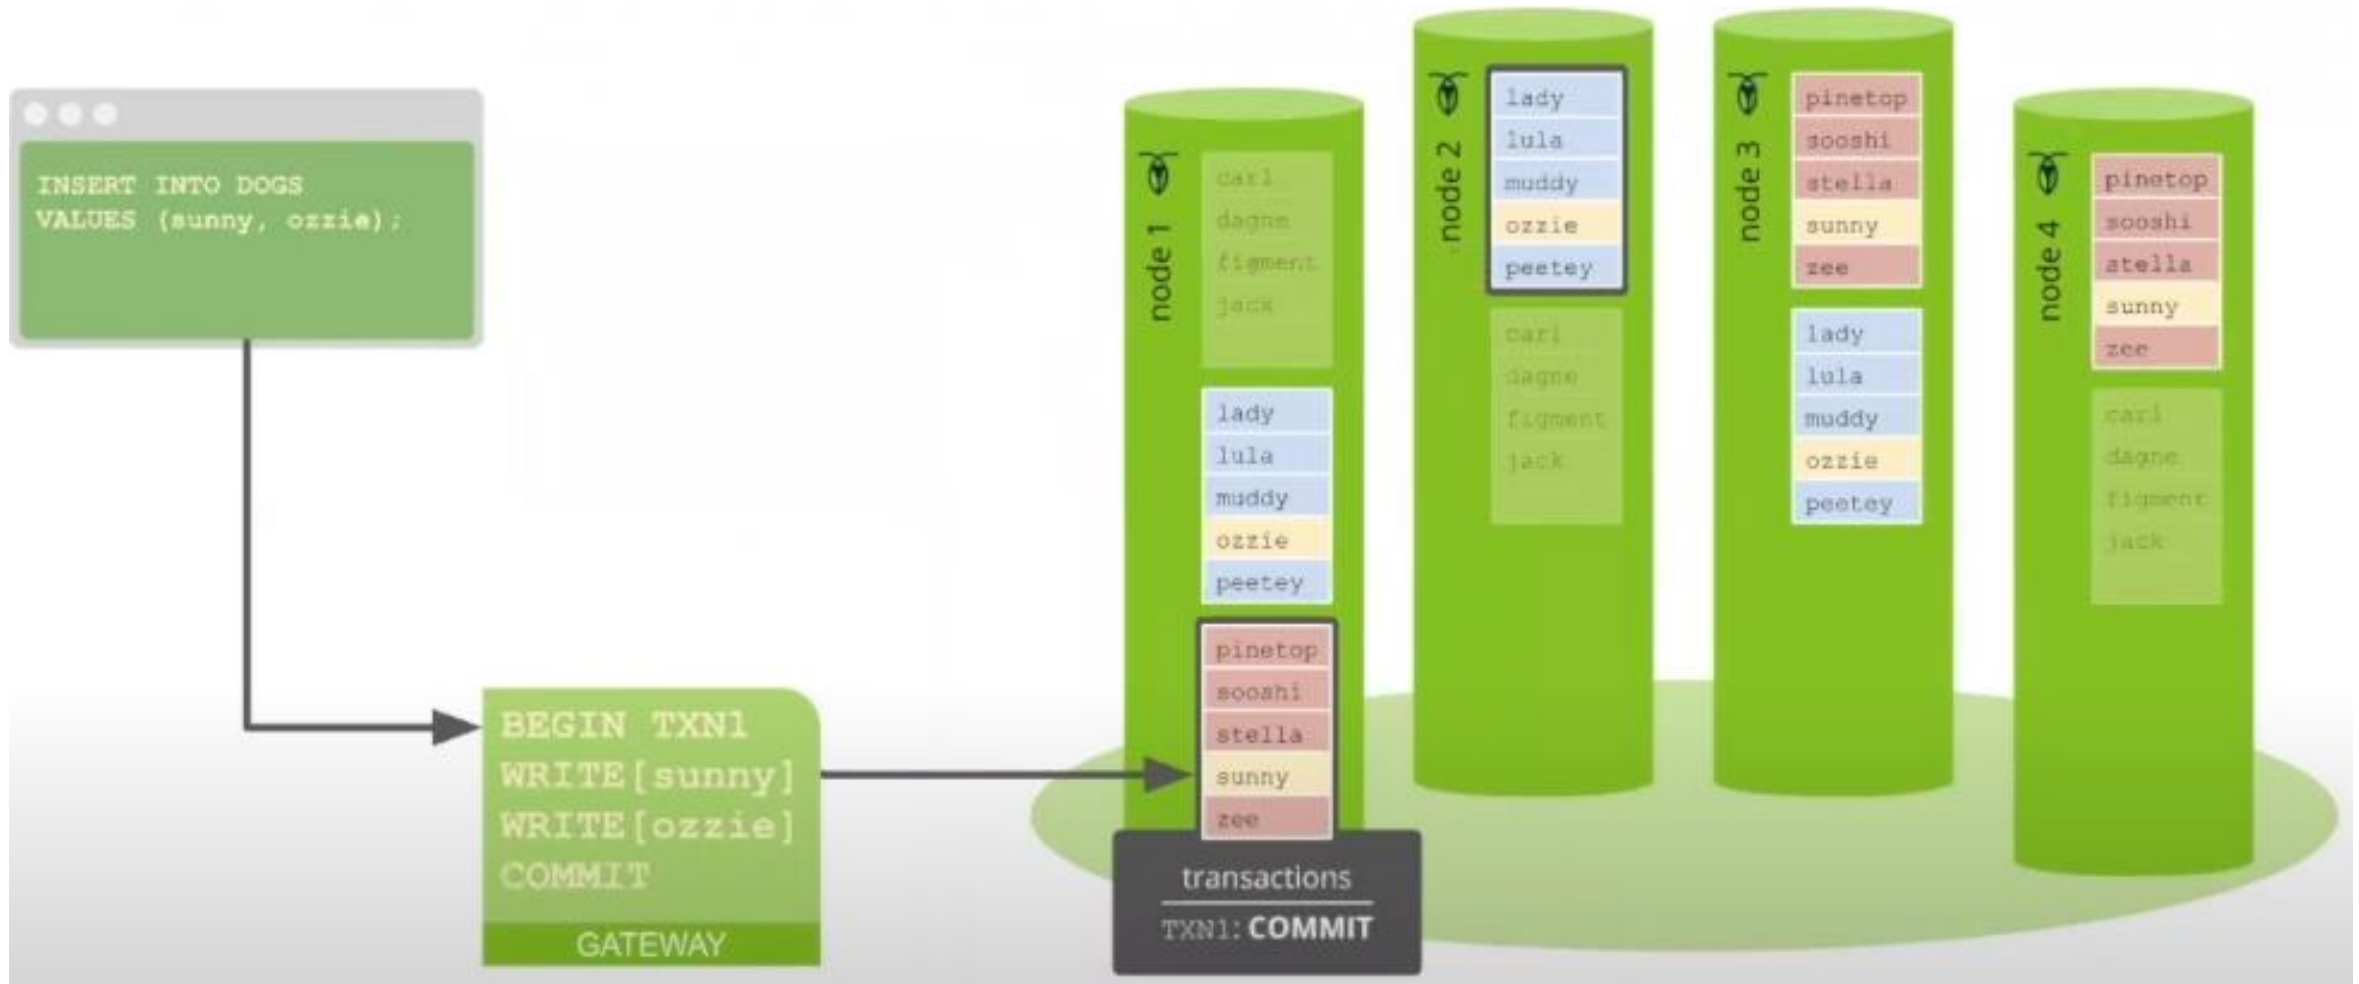 INSERT INTO DOGS
VALUES (sunny, ozzie);
BEGIN TXN1
WRITE[sunny]
WRITE[ozzie]
COMMIT
GATEWAY
node 1
carl
dagne
figment
jack
lady
lula
muddy
ozzie
peetey
pinetop
sooshi
stella
sunny
zee
transactions
TXN1: COMMIT
node 2
lady
lula
muddy
ozzie
peetey
carl
dagne
figment
jack
node 3
pinetop
sooshi
stella
sunny
zee
lady
lula
muddy
ozzie
peetey
node 4
pinetop
sooshi
stella
sunny
zee
carl
dagne
figment
jack